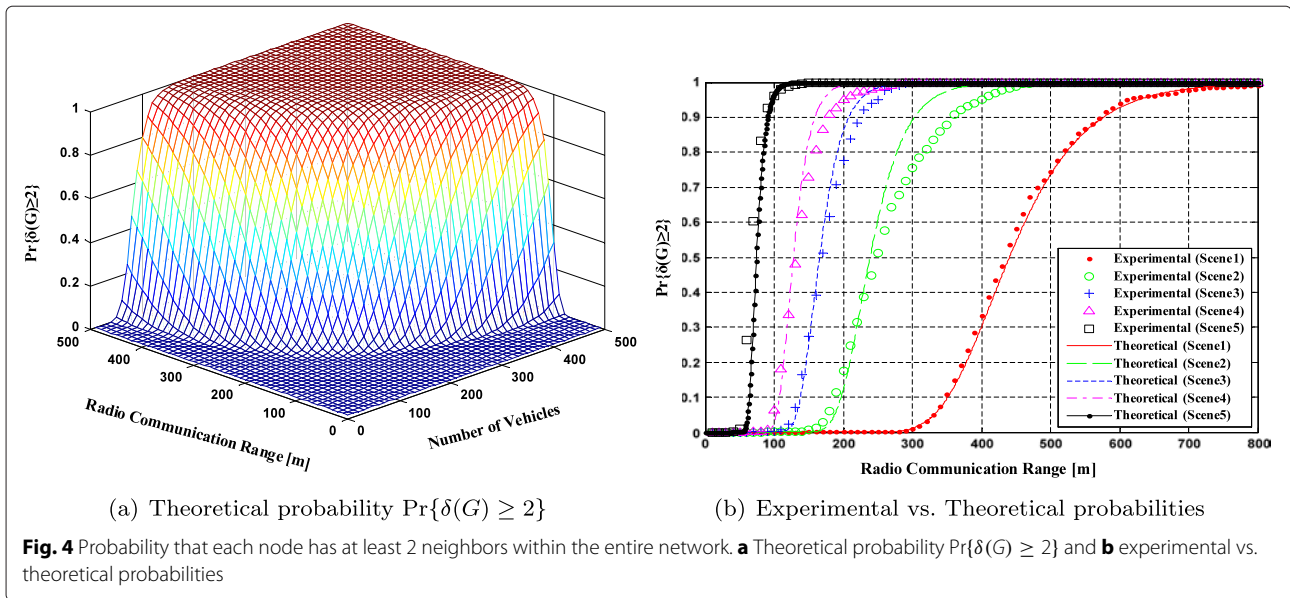 1
0.8
0.6
0.4
0.2
0
Pr{δ(G)≥2}
500
400
300
200
100
0
Radio Communication Range [m]
0
100
200
300
400
500
Number of Vehicles
(a) Theoretical probability Pr{δ(G) ≥ 2}
1
0.9
0.8
0.7
0.6
0.5
0.4
0.3
0.2
0.1
0
Pr{δ(G)≥2}
0 100 200 300 400 500 600 700 800
Radio Communication Range [m]
Experimental (Scene1)
Experimental (Scene2)
Experimental (Scene3)
Experimental (Scene4)
Experimental (Scene5)
Theoretical (Scene1)
Theoretical (Scene2)
Theoretical (Scene3)
Theoretical (Scene4)
Theoretical (Scene5)
(b) Experimental vs. Theoretical probabilities
Fig. 4 Probability that each node has at least 2 neighbors within the entire network. a Theoretical probability Pr{δ(G) ≥ 2} and b experimental vs.
theoretical probabilities